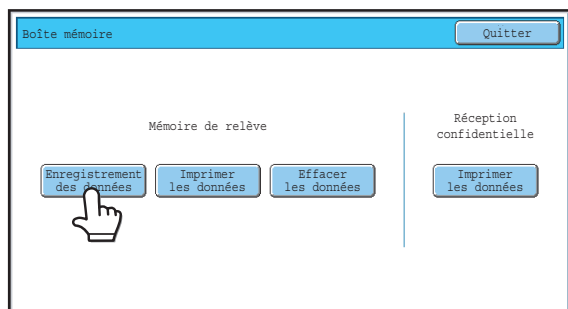 Boîte mémoire
Quitter
Mémoire de relève
Réception
confidentielle
Enregistrement
des données
Imprimer
les données
Effacer
les données
Imprimer
les données